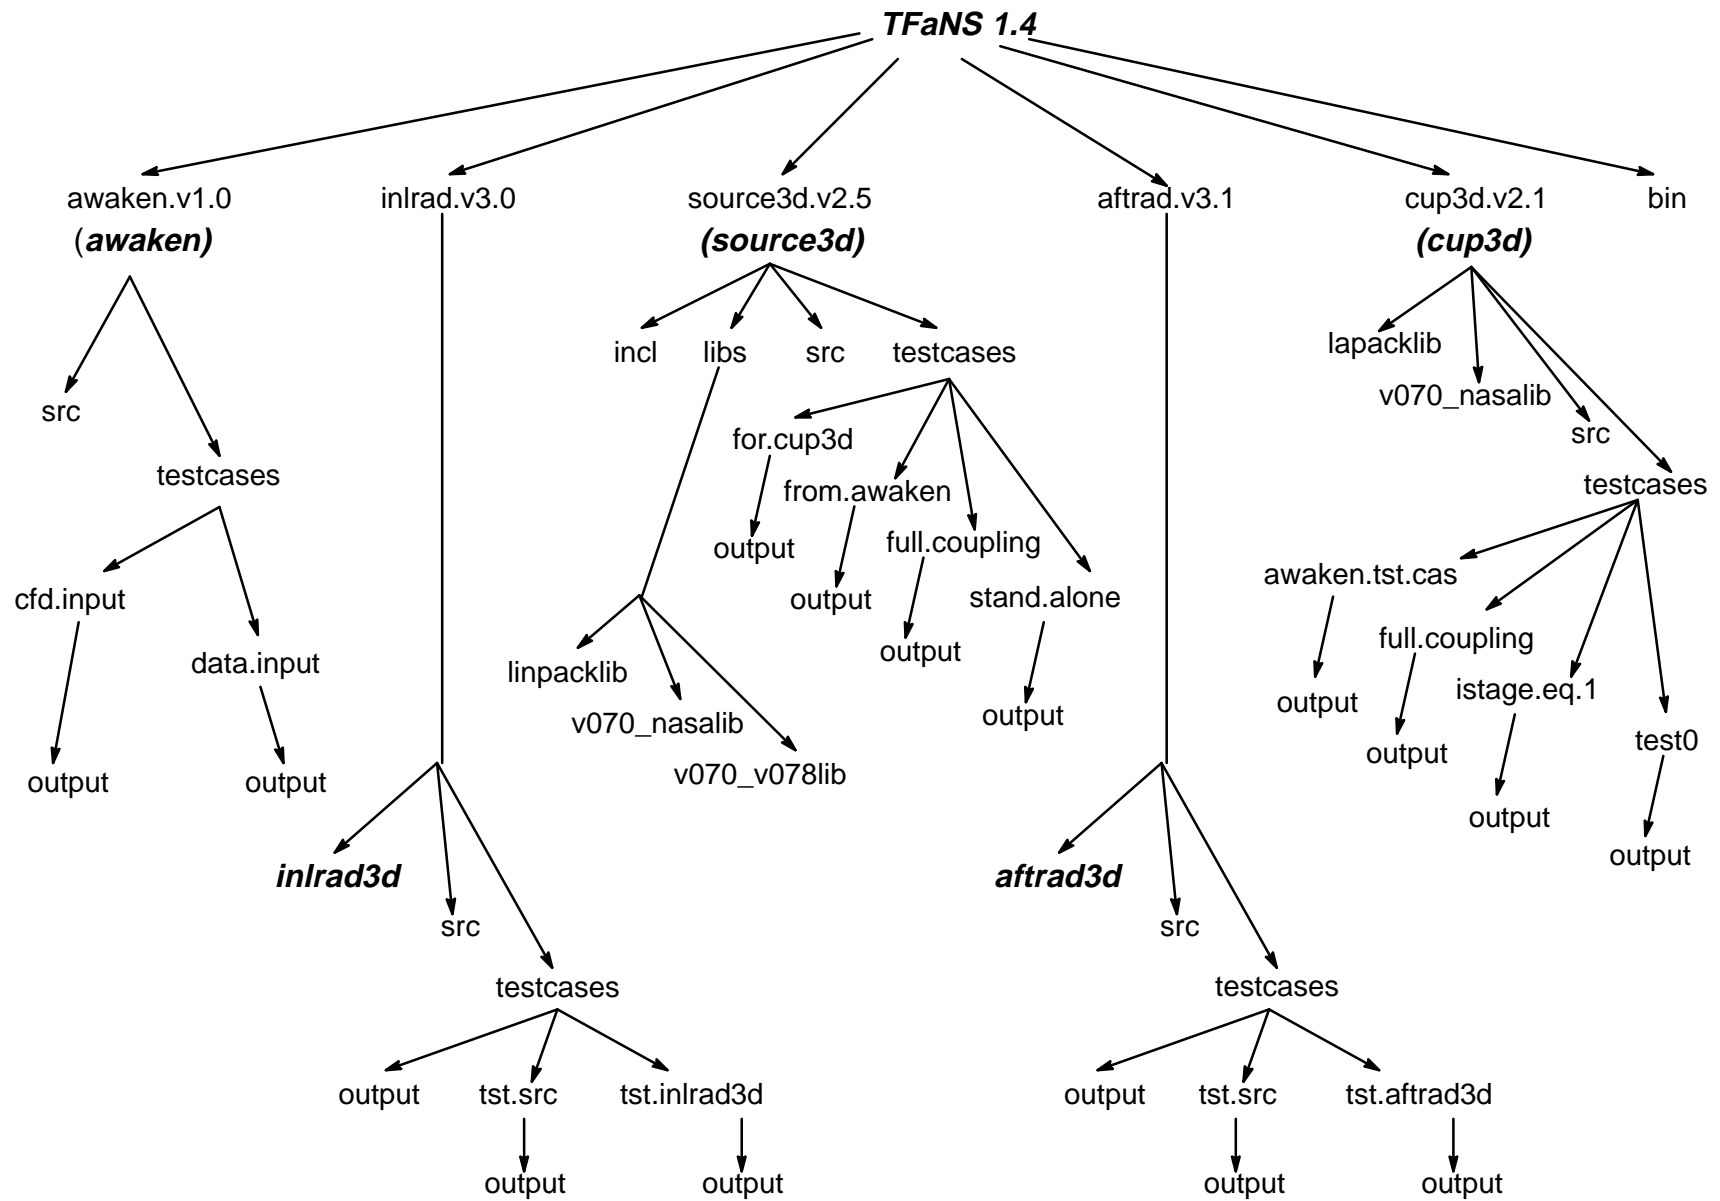 TFaNS 1.4
awaken.v1.0
inlrad.v3.0
source3d.v2.5
aftrad.v3.1
cup3d.v2.1
bin
(awaken)
(source3d)
(cup3d)
incl
libs
src
testcases
lapacklib
v070_nasalib
src
src
for.cup3d
testcases
testcases
from.awaken
output
full.coupling
awaken.tst.cas
cfd.input
output
stand.alone
full.coupling
data.input
output
linpacklib
istage.eq.1
output
output
v070_nasalib
test0
output
output
output
v070_v078lib
output
output
inlrad3d
aftrad3d
src
src
testcases
testcases
output
tst.src
tst.inlrad3d
output
tst.src
tst.aftrad3d
output
output
output
output